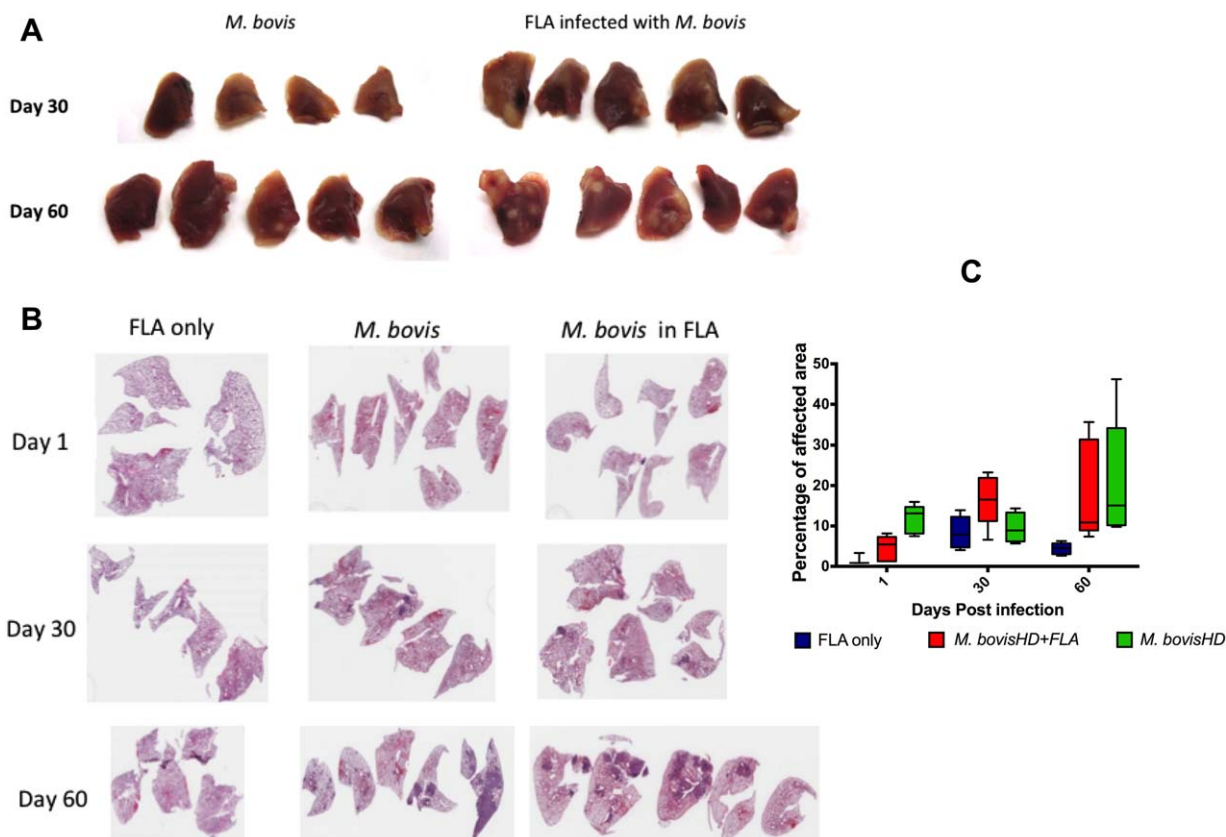 A
M. bovis
FLA infected with M. bovis
Day 30
Day 60
B
FLA only
M. bovis
M. bovis in FLA
Day 1
Day 30
Day 60
C
Percentage of affected area
50
40
30
20
10
0
1
30
60
Days Post infection
FLA only
M. bovisHD+FLA
M. bovisHD